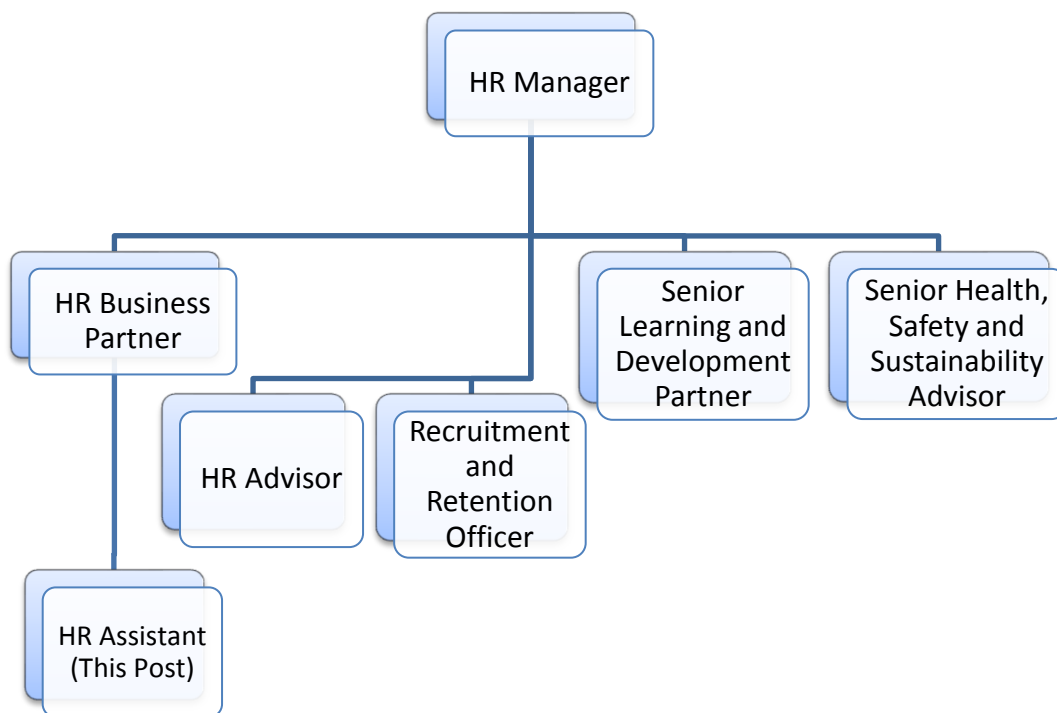 HR Manager
HR Business
Partner
Senior
Learning and
Development
Partner
Senior Health,
Safety and
Sustainability
Advisor
HR Advisor
Recruitment
and
Retention
Officer
HR Assistant
(This Post)